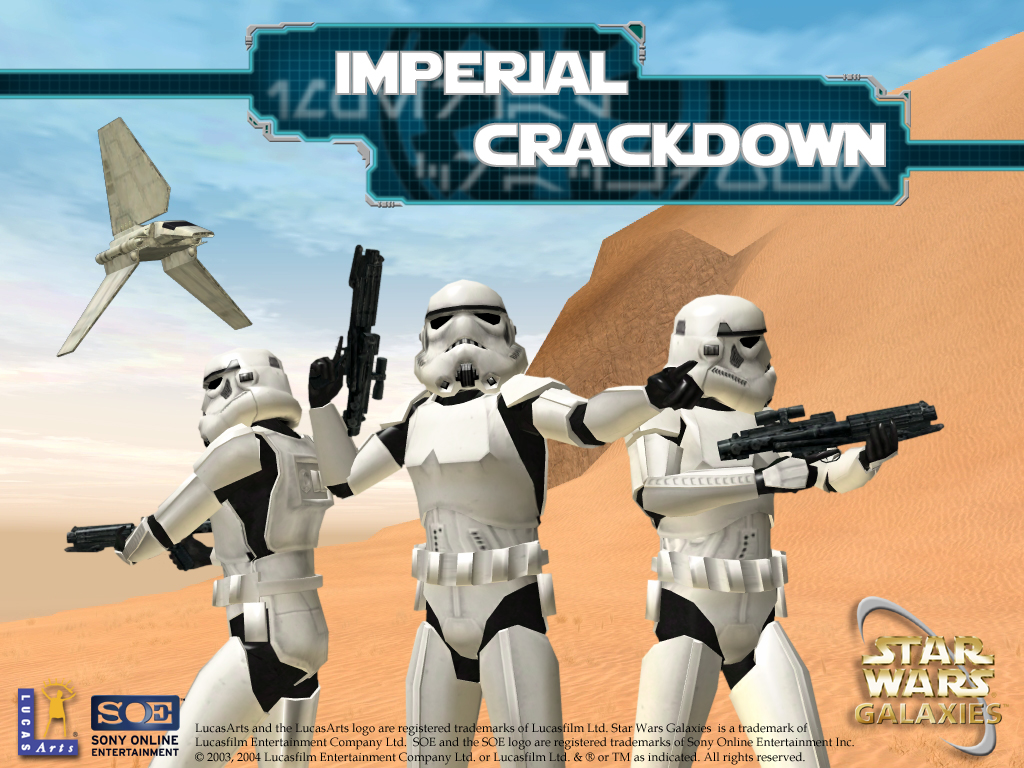 IMPERIAL
CRACKDOWN
STAR
WARS
GALAXIES™
LUCAS
Arts
SOE
SONY ONLINE
ENTERTAINMENT
LucasArts and the LucasArts logo are registered trademarks of Lucasfilm Ltd. Star Wars Galaxies is a trademark of
Lucasfilm Entertainment Company Ltd. SOE and the SOE logo are registered trademarks of Sony Online Entertainment Inc.
© 2003, 2004 Lucasfilm Entertainment Company Ltd. or Lucasfilm Ltd. & ® or TM as indicated. All rights reserved.